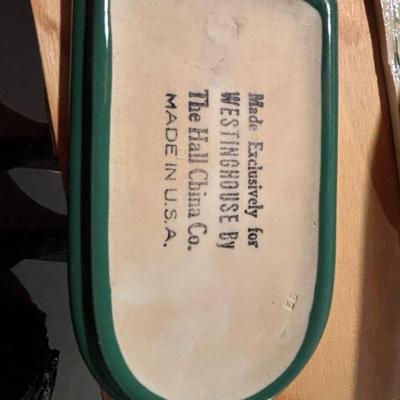 Made Exclusively for
WESTINGHOUSE By
The Hall China Co.
MADE IN U.S.A.